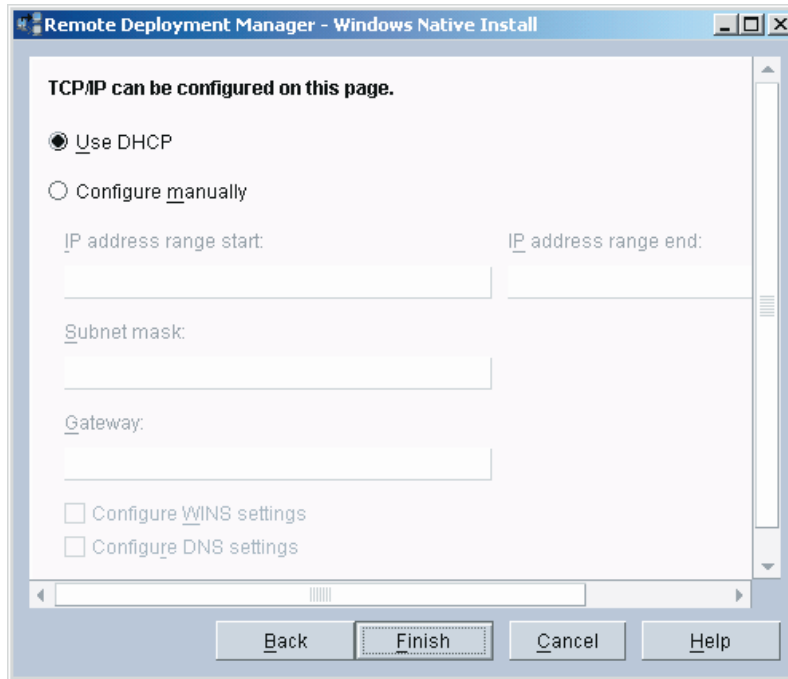 Remote Deployment Manager - Windows Native Install
TCP/IP can be configured on this page.
Use DHCP
Configure manually
IP address range start:
IP address range end:
Subnet mask:
Gateway:
Configure WINS settings
Configure DNS settings
Back
Finish
Cancel
Help